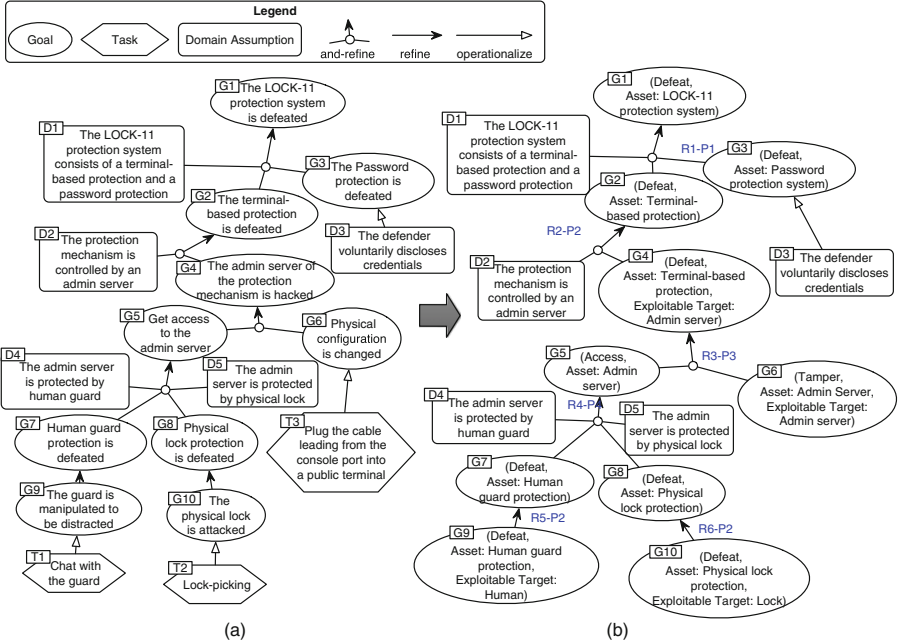 Legend
Goal
Task
Domain Assumption
and-refine
refine
operationalize
G1
The LOCK-11
protection system
is defeated
D1
The LOCK-11
protection system
consists of a terminal-
based protection and a
password protection
G3
The Password
protection is
defeated
G2
The terminal-
based protection
is defeated
D2
The protection
mechanism is
controlled by an
admin server
D3
The defender
voluntarily discloses
credentials
G4
The admin server of
the protection
mechanism is hacked
G5
Get access
to the
admin server
G6
Physical
configuration
is changed
D4
The admin server
is protected by
human guard
D5
The admin
server is protected
by physical lock
G7
Human guard
protection is
defeated
G8
Physical
lock protection
is defeated
T3
Plug the cable
leading from the
console port into
a public terminal
G9
The guard is
manipulated to
be distracted
G10
The
physical lock
is attacked
T1
Chat with
the guard
T2
Lock-picking
(a)
G1
(Defeat,
Asset: LOCK-11
protection system)
D1
The LOCK-11
protection system
consists of a terminal-
based protection and a
password protection
R1-P1
G3
(Defeat,
Asset: Password
protection system)
G2
(Defeat,
Asset: Terminal-
based protection)
R2-P2
D2
The protection
mechanism is
controlled by an
admin server
G4
(Defeat,
Asset: Terminal-based
protection,
Exploitable Target:
Admin server)
D3
The defender
voluntarily discloses
credentials
R3-P3
G5
(Access,
Asset: Admin
server)
G6
(Tamper,
Asset: Admin Server,
Exploitable Target:
Admin server)
D4
The admin server
is protected by
human guard
D5
The admin
server is protected
by physical lock
G7
(Defeat,
Asset: Human
guard protection)
G8
(Defeat,
Asset: Physical
lock protection)
R5-P2
R6-P2
G9
(Defeat,
Asset: Human guard
protection,
Exploitable Target:
Human)
G10
(Defeat,
Asset: Physical lock
protection,
Exploitable Target: Lock)
(b)